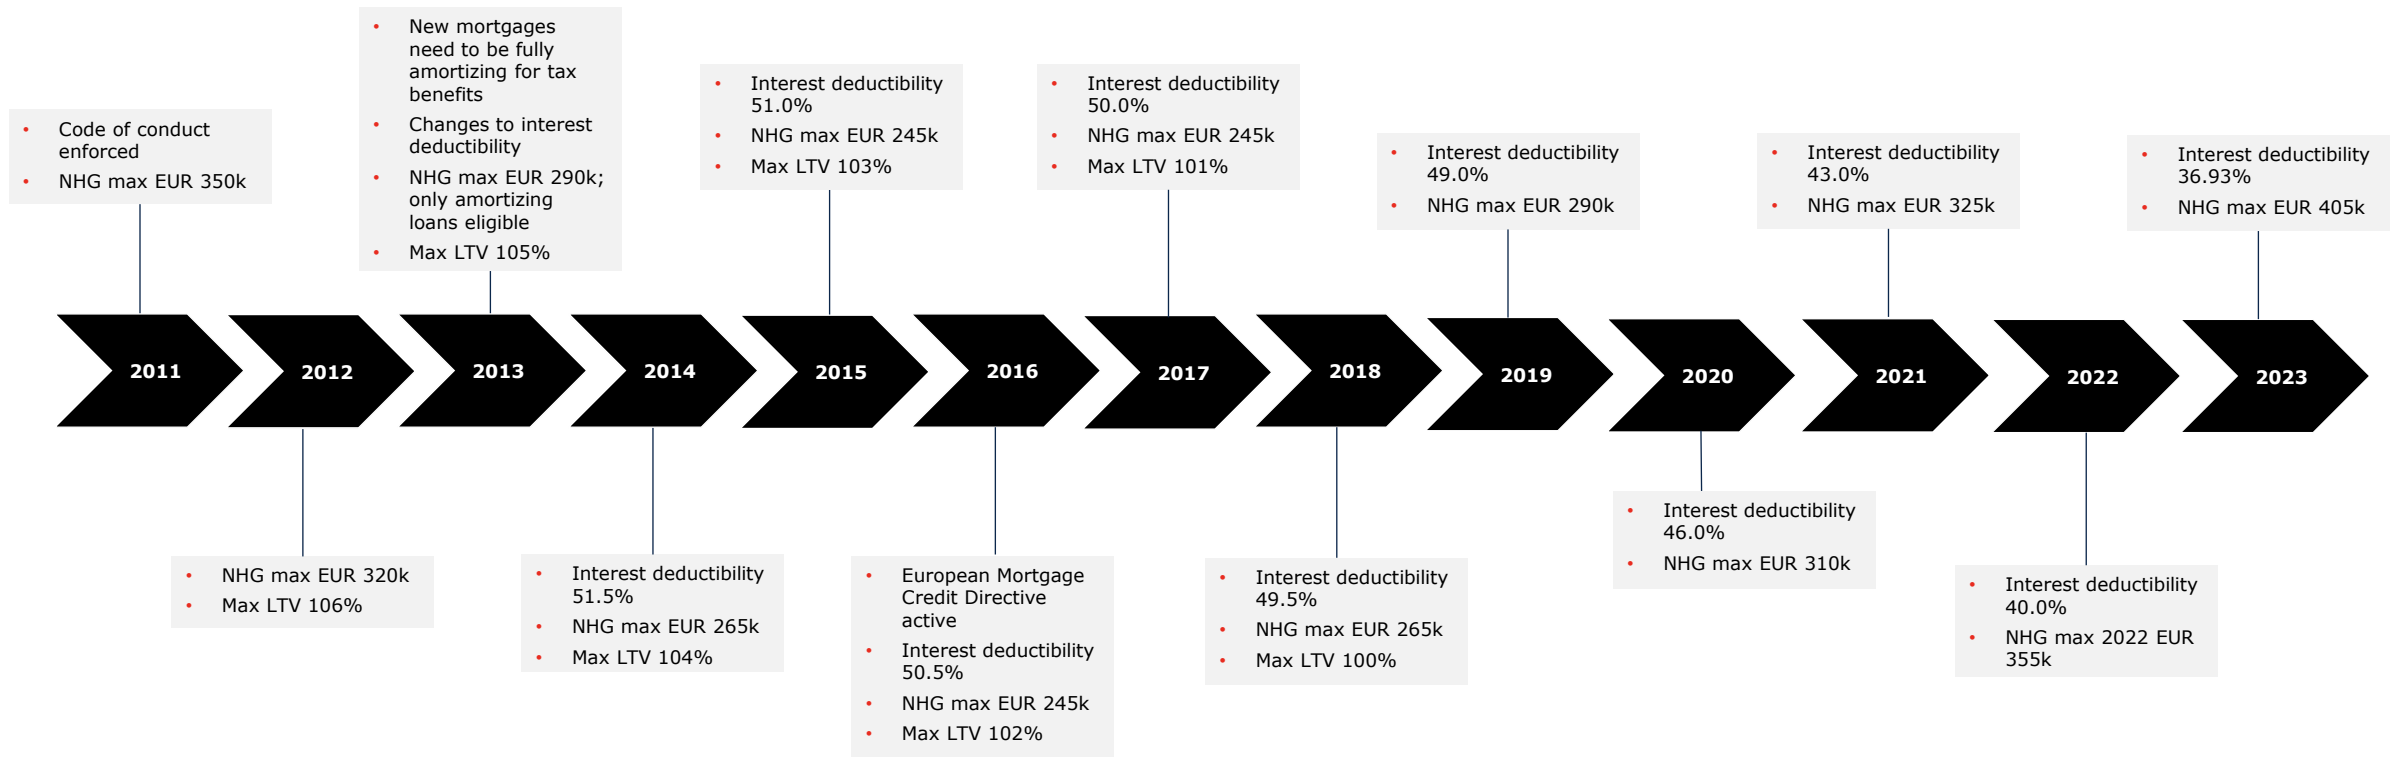 • Code of conduct
enforced
• NHG max EUR 350k
• New mortgages
need to be fully
amortizing for tax
benefits
• Changes to interest
deductibility
• NHG max EUR 290k;
only amortizing
loans eligible
• Max LTV 105%
• Interest deductibility
51.0%
• NHG max EUR 245k
• Max LTV 103%
• Interest deductibility
50.0%
• NHG max EUR 245k
• Max LTV 101%
• Interest deductibility
49.0%
• NHG max EUR 290k
• Interest deductibility
43.0%
• NHG max EUR 325k
• Interest deductibility
36.93%
• NHG max EUR 405k
2011
2012
2013
2014
2015
2016
2017
2018
2019
2020
2021
2022
2023
• NHG max EUR 320k
• Max LTV 106%
• Interest deductibility
51.5%
• NHG max EUR 265k
• Max LTV 104%
• European Mortgage
Credit Directive
active
• Interest deductibility
50.5%
• NHG max EUR 245k
• Max LTV 102%
• Interest deductibility
49.5%
• NHG max EUR 265k
• Max LTV 100%
• Interest deductibility
46.0%
• NHG max EUR 310k
• Interest deductibility
40.0%
• NHG max 2022 EUR
355k